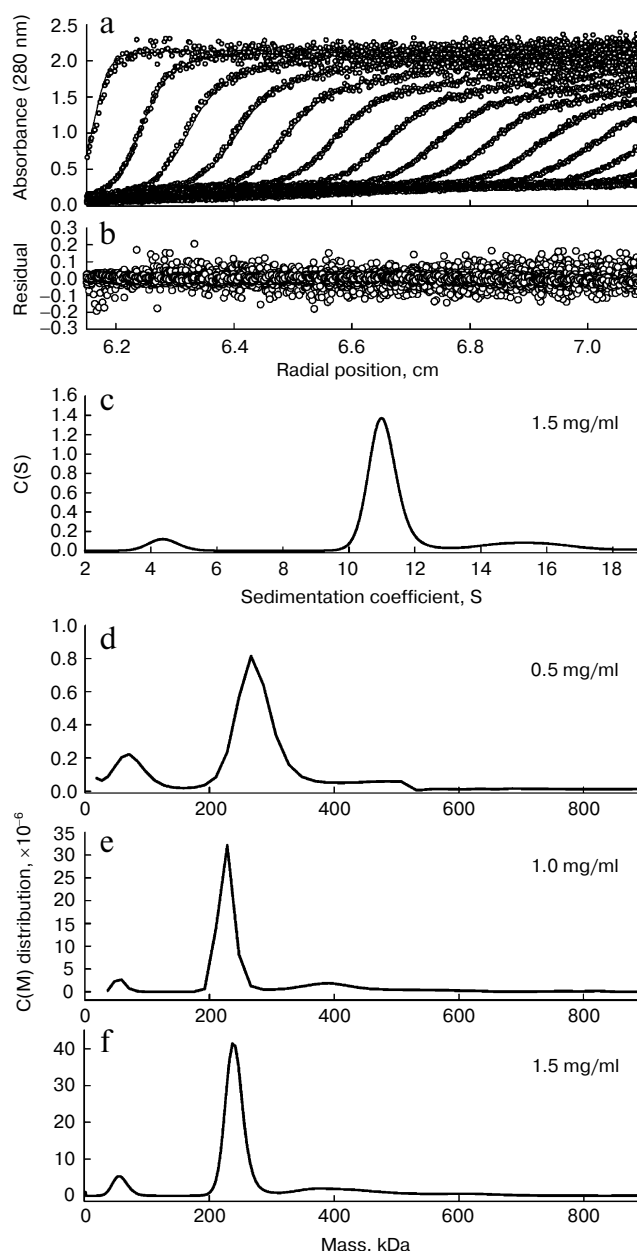 a
Absorbance (280 nm)
2.5
2.0
1.5
1.0
0.5
0.0
b
Residual
0.3
0.2
0.1
0.0
−0.1
−0.3
6.2 6.4 6.6 6.8 7.0
Radial position, cm
c
1.5 mg/ml
C(S)
1.6
1.4
1.2
1.0
0.8
0.6
0.4
0.2
0.0
2 4 6 8 10 12 14 16 18
Sedimentation coefficient, S
d
0.5 mg/ml
1.0
0.8
0.6
0.4
0.2
0.0
0 200 400 600 800
C(M) distribution, ×10⁻⁶
e
1.0 mg/ml
35
30
25
20
15
10
5
0
0 200 400 600 800
f
1.5 mg/ml
40
30
20
10
0
0 200 400 600 800
Mass, kDa